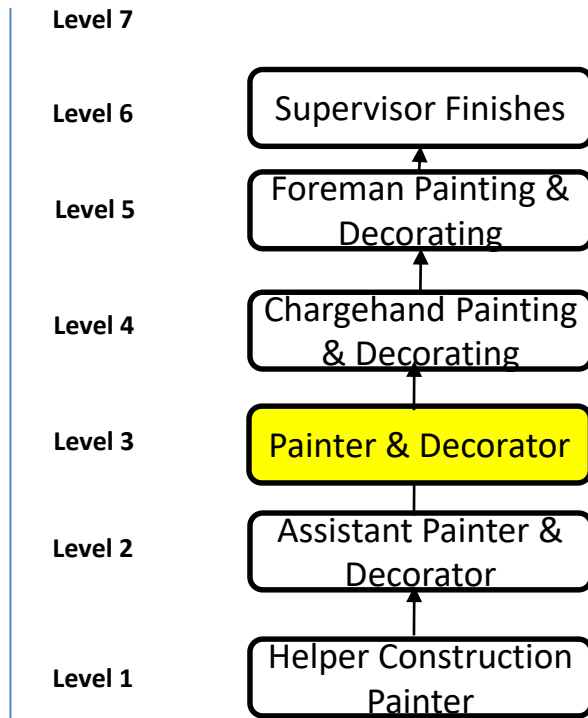 Level 7
Level 6
Supervisor Finishes
Level 5
Foreman Painting &
Decorating
Level 4
Chargehand Painting
& Decorating
Level 3
Painter & Decorator
Level 2
Assistant Painter &
Decorator
Level 1
Helper Construction
Painter